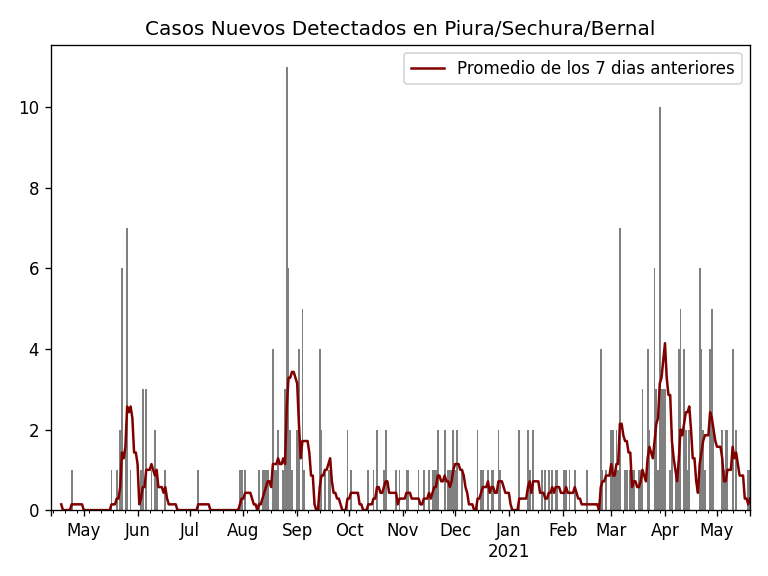 Casos Nuevos Detectados en Piura/Sechura/Bernal
Promedio de los 7 dias anteriores
10
8
6
4
2
0
May Jun Jul Aug Sep Oct Nov Dec Jan Feb Mar Apr May
2021